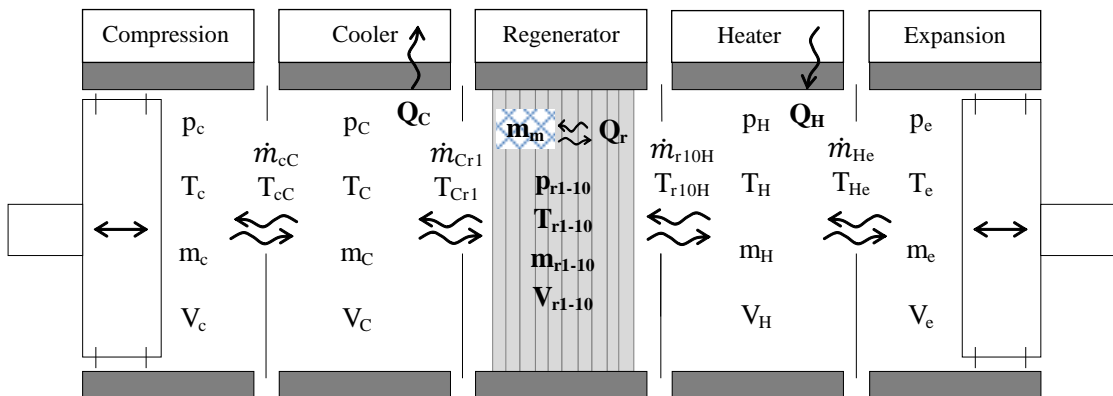 Compression Cooler Regenerator Heater Expansion
p_c p_C Q_C m_m Q_r p_H Q_H p_e
ṁ_cC ṁ_Cr1 ṁ_r10H ṁ_He
T_c T_cC T_C T_Cr1 p_r1-10 T_r10H T_H T_He T_e
T_r1-10
m_c m_C m_r1-10 m_H m_e
V_c V_C V_r1-10 V_H V_e